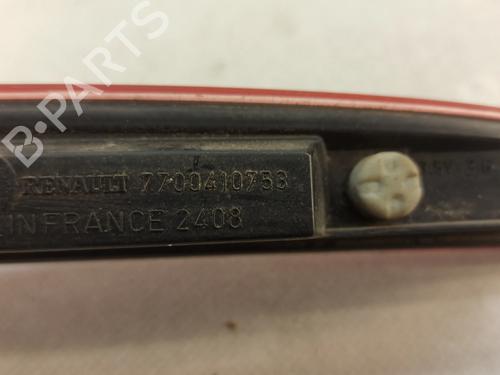 B-PARTS
RENAULT 7700410753
IN FRANCE 2408